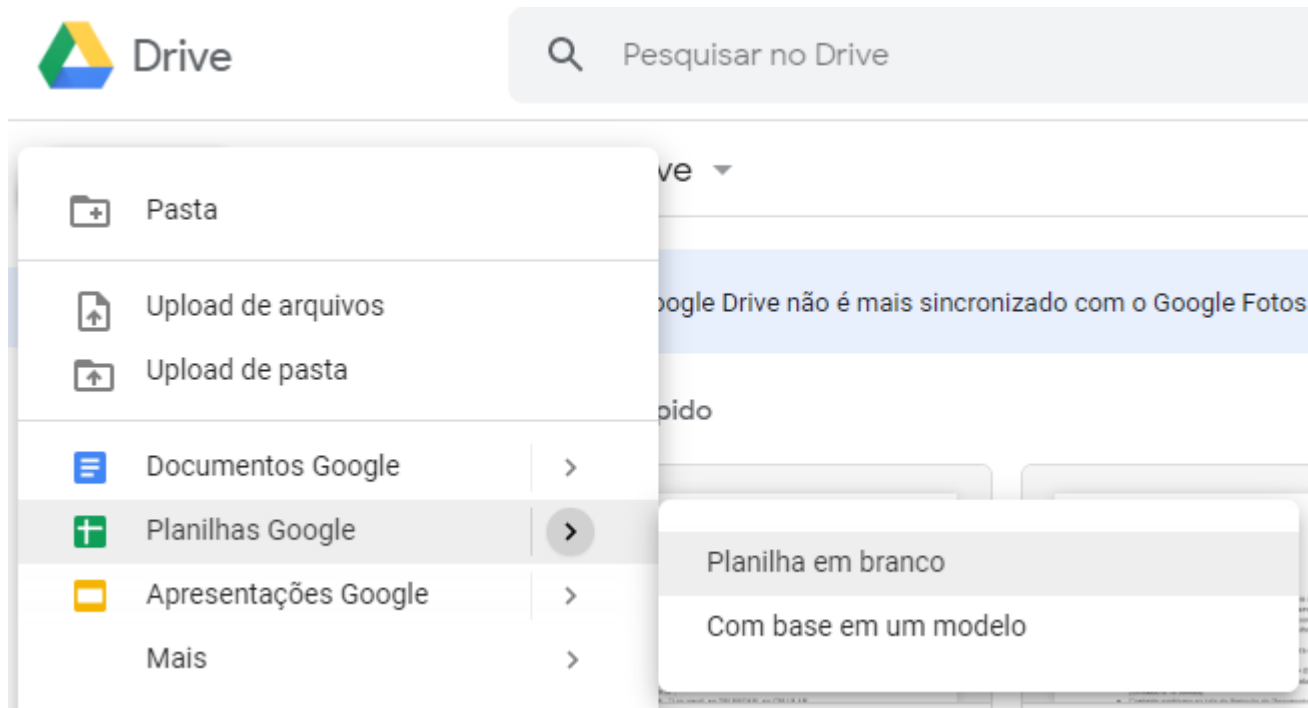 Drive
Pesquisar no Drive
ve
Pasta
Upload de arquivos
oogle Drive não é mais sincronizado com o Google Fotos
Upload de pasta
pido
Documentos Google
Planilhas Google
Planilha em branco
Apresentações Google
Com base em um modelo
Mais